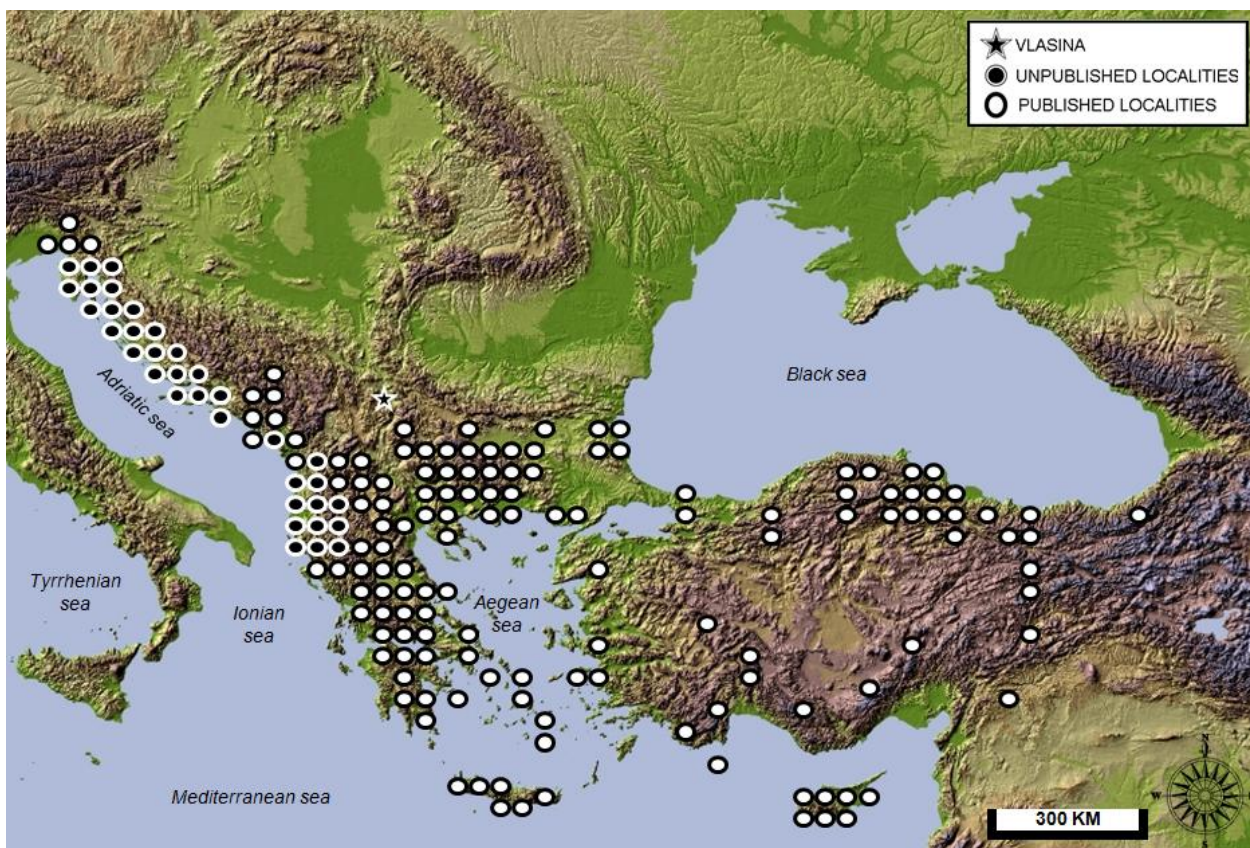 VLASINA
UNPUBLISHED LOCALITIES
PUBLISHED LOCALITIES
Adriatic sea
Black sea
Tyrrhenian
sea
Ionian
sea
Aegean
sea
Mediterranean sea
300 KM
N
W
S